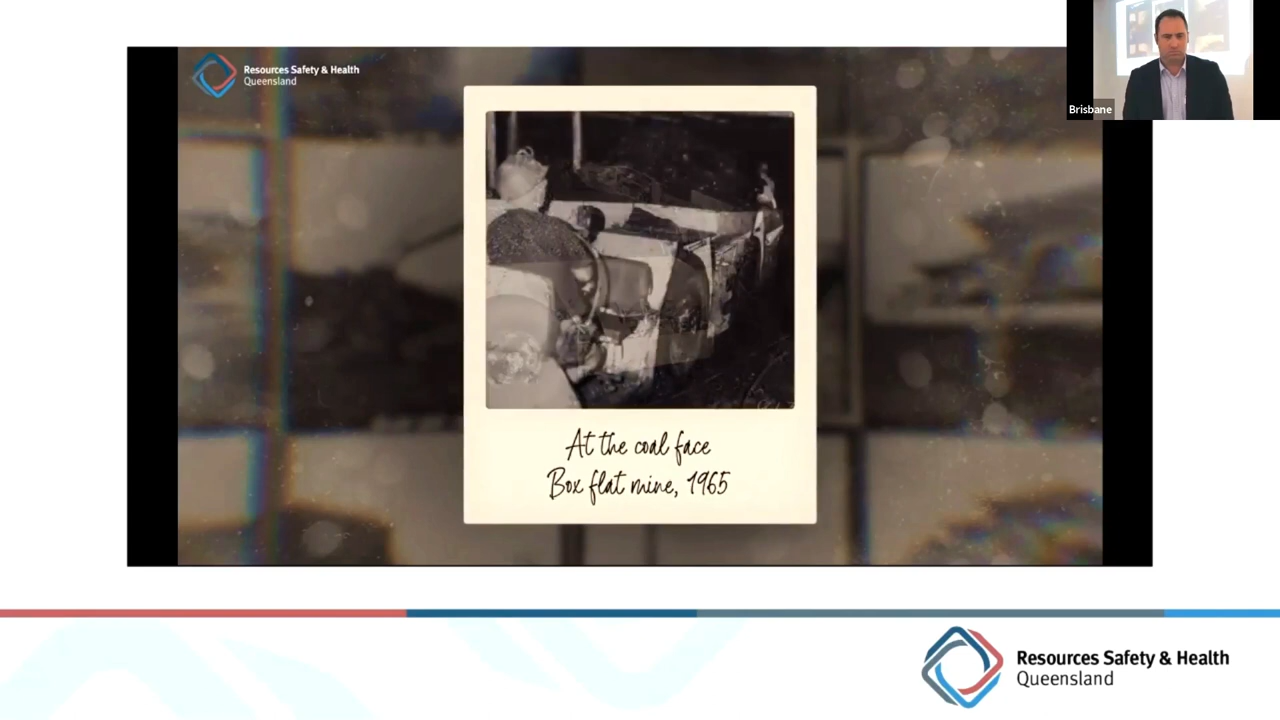 Resources Safety & Health
Queensland
Brisbane
At the coal face
Box flat mine, 1965
Resources Safety & Health
Queensland